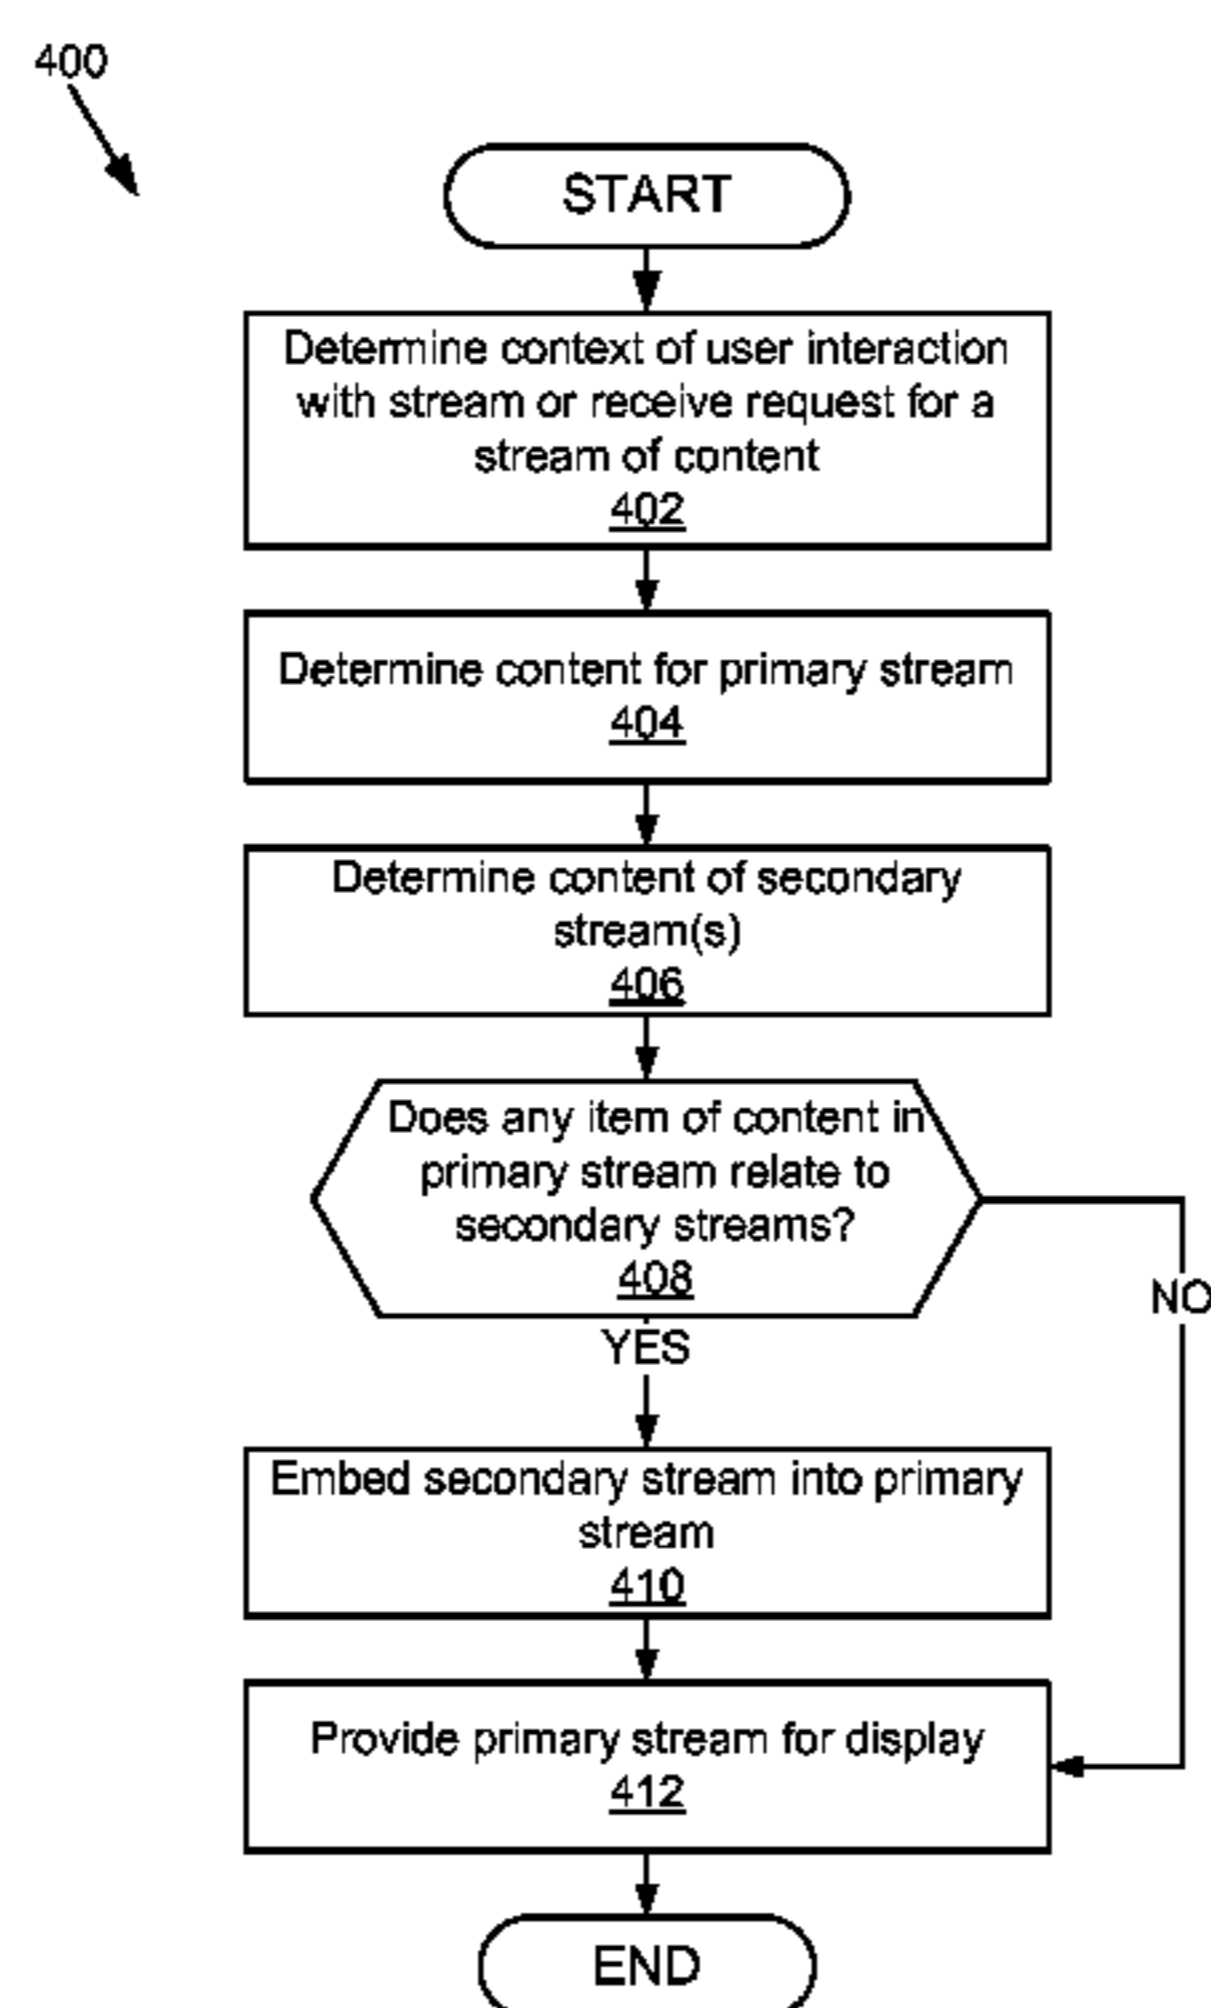 400
START
Determine context of user interaction
with stream or receive request for a
stream of content
402
Determine content for primary stream
404
Determine content of secondary
stream(s)
406
Does any item of content in
primary stream relate to
secondary streams?
408
NO
YES
Embed secondary stream into primary
stream
410
Provide primary stream for display
412
END